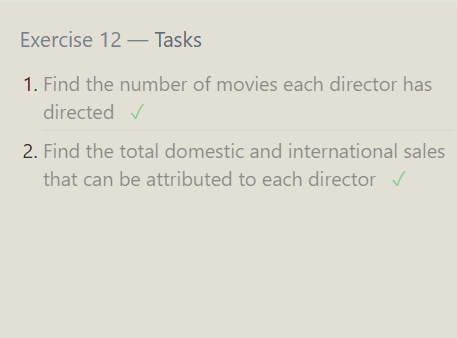 Exercise 12 — Tasks
1. Find the number of movies each director has
directed ✓
2. Find the total domestic and international sales
that can be attributed to each director ✓